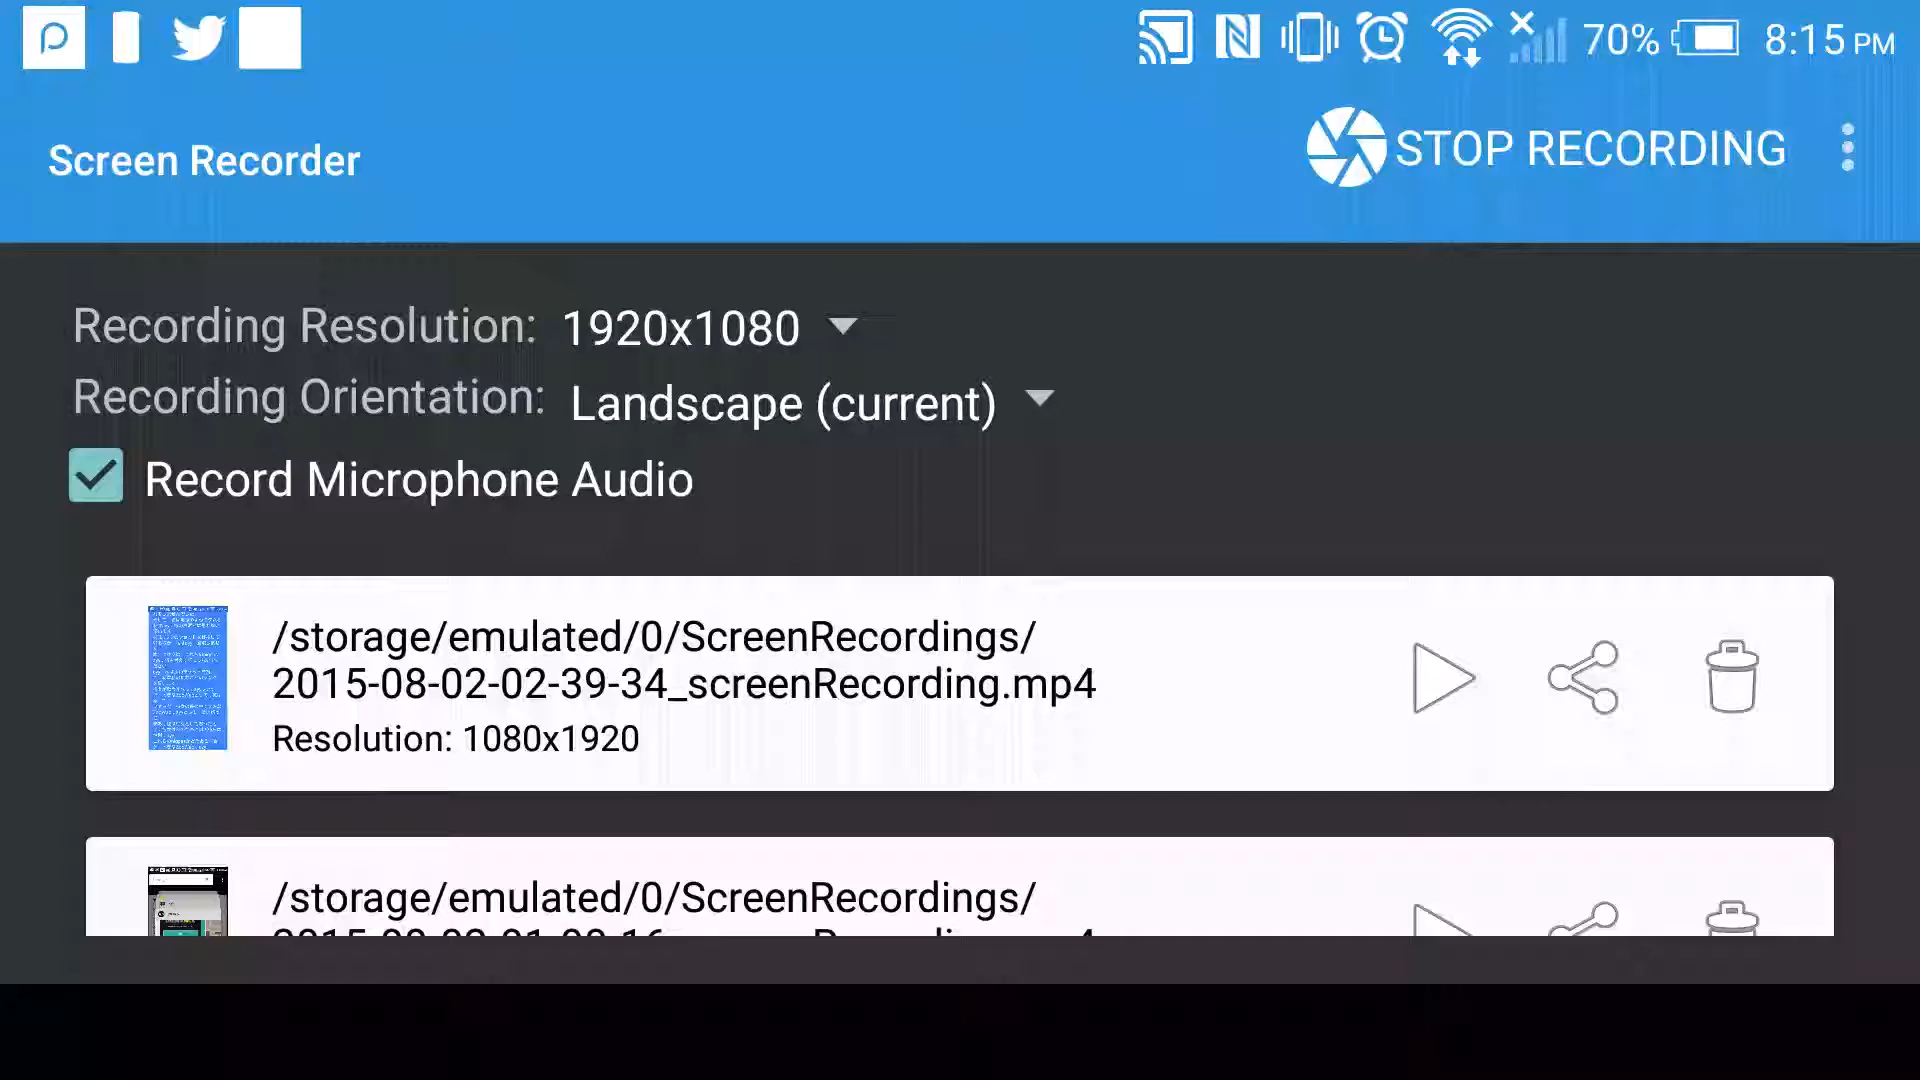 70% 8:15 PM
Screen Recorder
STOP RECORDING
Recording Resolution: 1920x1080
Recording Orientation: Landscape (current)
Record Microphone Audio
/storage/emulated/0/ScreenRecordings/
2015-08-02-02-39-34_screenRecording.mp4
Resolution: 1080x1920
/storage/emulated/0/ScreenRecordings/